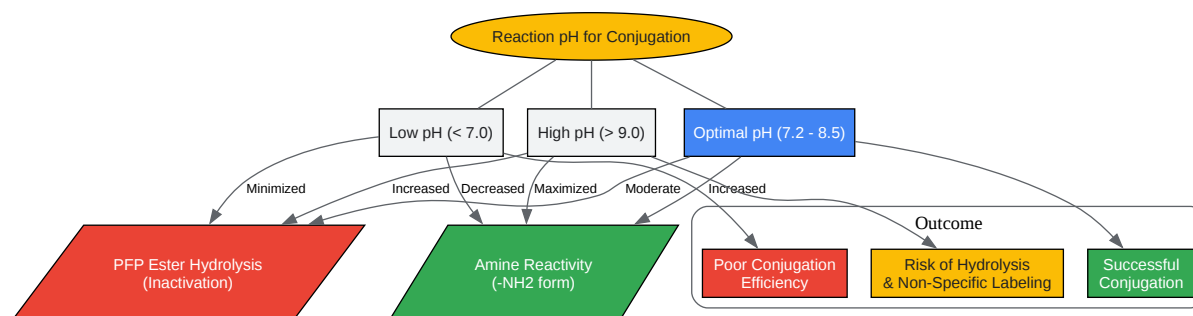 Reaction pH for Conjugation
Low pH (< 7.0)
High pH (> 9.0)
Optimal pH (7.2 - 8.5)
Minimized
Increased
Decreased
Maximized
Moderate
Increased
Outcome
PFP Ester Hydrolysis
(Inactivation)
Amine Reactivity
(-NH2 form)
Poor Conjugation
Efficiency
Risk of Hydrolysis
& Non-Specific Labeling
Successful
Conjugation